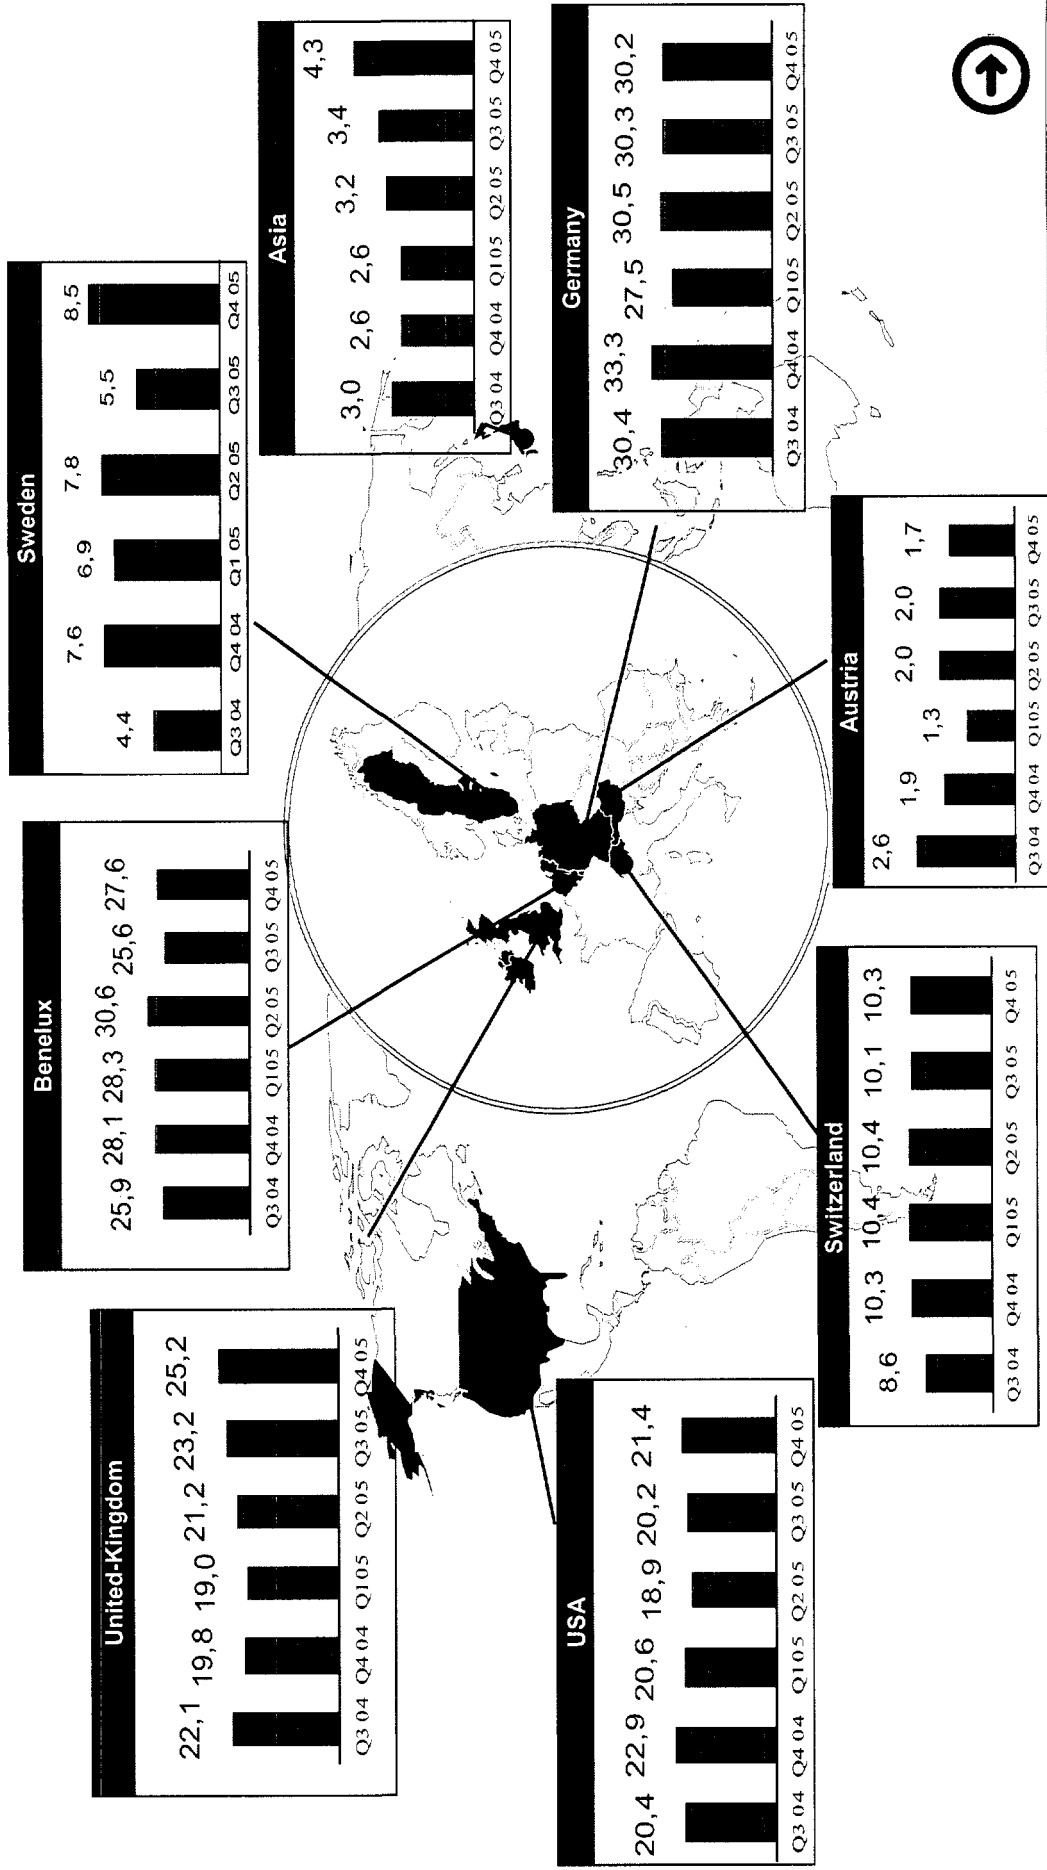 United-Kingdom
22,1 19,8 19,0 21,2 23,2 25,2
Q3 04 Q4 04 Q1 05 Q2 05 Q3 05 Q4 05
Benelux
25,9 28,1 28,3 30,6 25,6 27,6
Q3 04 Q4 04 Q1 05 Q2 05 Q3 05 Q4 05
Sweden
4,4 7,6 6,9 7,8 5,5 8,5
Q3 04 Q4 04 Q1 05 Q2 05 Q3 05 Q4 05
Asia
3,0 2,6 2,6 3,2 3,4 4,3
Q3 04 Q4 04 Q1 05 Q2 05 Q3 05 Q4 05
USA
20,4 22,9 20,6 18,9 20,2 21,4
Q3 04 Q4 04 Q1 05 Q2 05 Q3 05 Q4 05
Switzerland
8,6 10,3 10,4 10,4 10,1 10,3
Q3 04 Q4 04 Q1 05 Q2 05 Q3 05 Q4 05
Austria
2,6 1,9 1,3 2,0 2,0 1,7
Q3 04 Q4 04 Q1 05 Q2 05 Q3 05 Q4 05
Germany
30,4 33,3 27,5 30,5 30,3 30,2
Q3 04 Q4 04 Q1 05 Q2 05 Q3 05 Q4 05